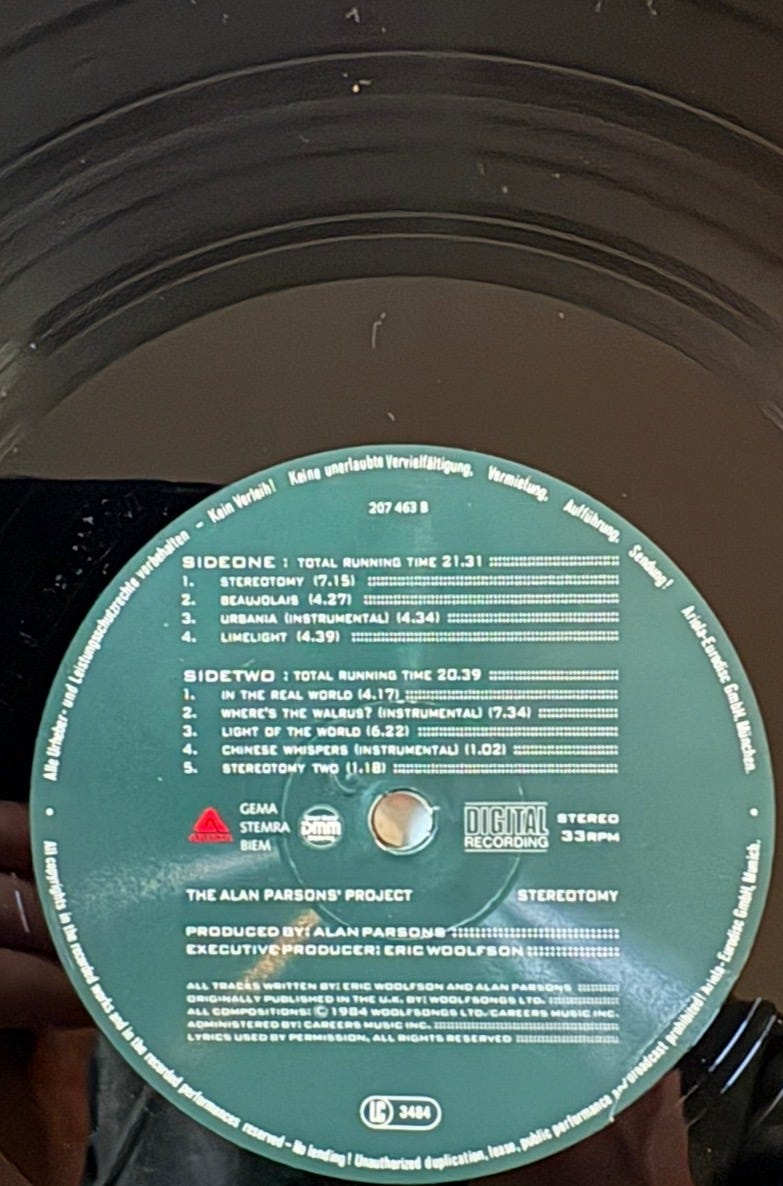 Alle Urheber- und Leistungsschutzrechte vorbehalten – Kein Verleih! Keine unerlaubte Vervielfältigung, Vermietung, Aufführung, Sendung! Ariola-Eurodisc GmbH, München.
207 463 B
SIDEONE : TOTAL RUNNING TIME 21.31
1. STEREOTOMY (7.15)
2. BEAUJOLAIS (4.27)
3. URBANIA (INSTRUMENTAL) (4.34)
4. LIMELIGHT (4.39)
SIDETWO : TOTAL RUNNING TIME 20.39
1. IN THE REAL WORLD (4.17)
2. WHERE'S THE WALRUS? (INSTRUMENTAL) (7.34)
3. LIGHT OF THE WORLD (6.22)
4. CHINESE WHISPERS (INSTRUMENTAL) (1.02)
5. STEREOTOMY TWO (1.18)
GEMA
STEMRA
BIEM
DMM
DIGITAL
RECORDING
STEREO
33RPM
THE ALAN PARSONS' PROJECT STEREOTOMY
PRODUCED BY: ALAN PARSONS
EXECUTIVE PRODUCER: ERIC WOOLFSON
ALL TRACKS WRITTEN BY: ERIC WOOLFSON AND ALAN PARSONS
ORIGINALLY PUBLISHED IN THE U.K. BY: WOOLFSONGS LTD.
ALL COMPOSITIONS: © 1984 WOOLFSONGS LTD./CAREERS MUSIC INC.
ADMINISTERED BY: CAREERS MUSIC INC.
LYRICS USED BY PERMISSION, ALL RIGHTS RESERVED
LC 3484
All copyrights in the recorded works and in the recorded performances reserved – No lending! Unauthorized duplication, lease, public performance and broadcast prohibited! Ariola-Eurodisc GmbH, Munich.